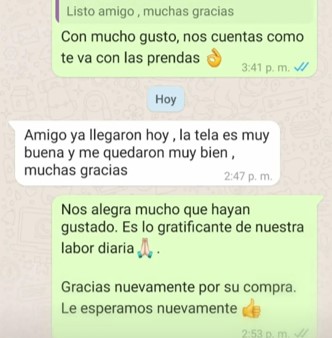 Listo amigo , muchas gracias
Con mucho gusto, nos cuentas como
te va con las prendas 👌
3:41 p. m.
Hoy
Amigo ya llegaron hoy , la tela es muy
buena y me quedaron muy bien ,
muchas gracias
2:47 p. m.
Nos alegra mucho que hayan
gustado. Es lo gratificante de nuestra
labor diaria 🙏🏻 .
Gracias nuevamente por su compra.
Le esperamos nuevamente 👍
2:53 p. m.